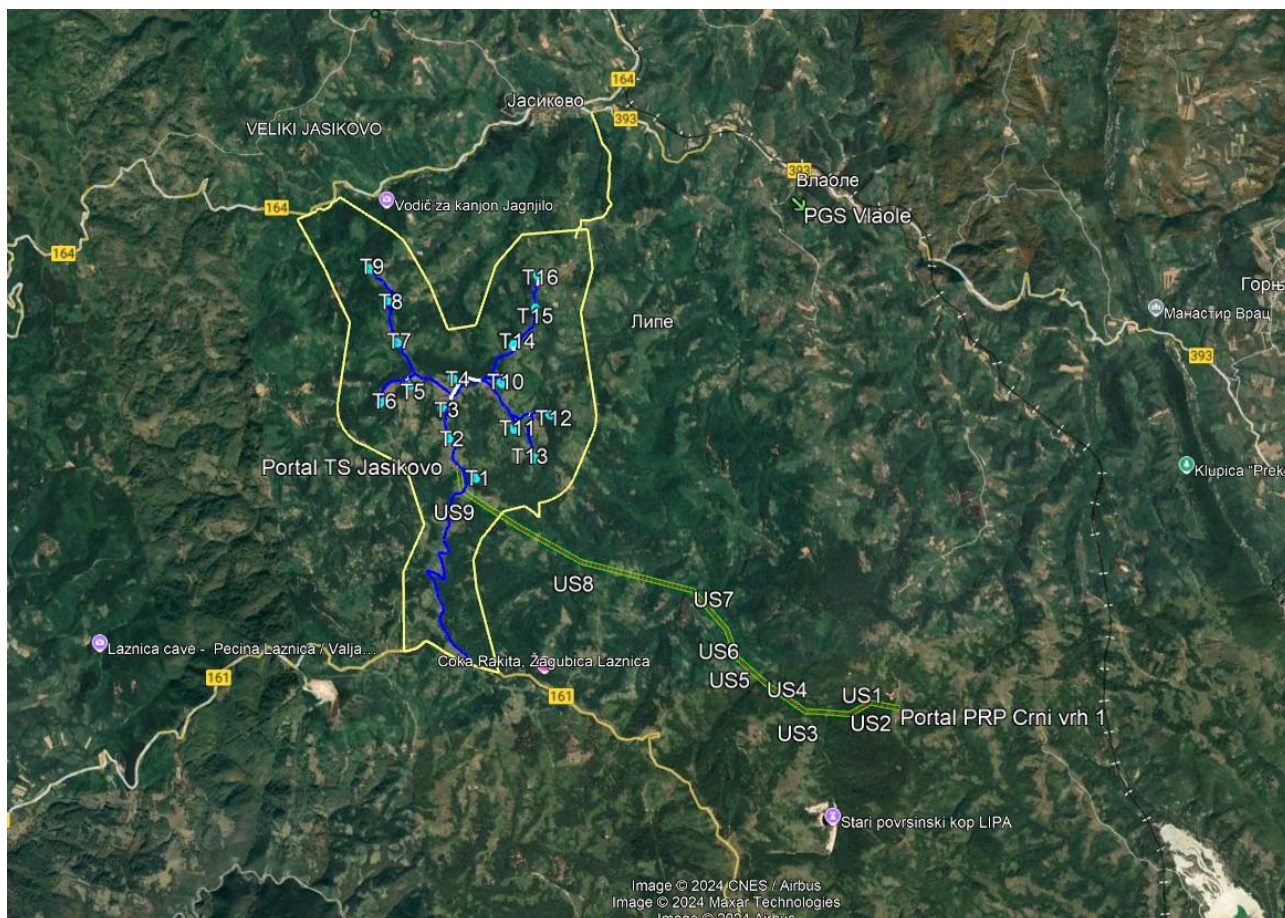 164
Јасиково
393
VELIKI JASIKOVO
393
Влаоле
Vodič za kanjon Jagnjilo
164
PGS Vlaole
164
T9
T16
Горњ
T8
T15
Липе
Манастир Врац
T7
T14
393
T4
T10
T5
T6
T3
T12
T11
T2
T13
Portal TS Jasikovo
T1
Klupica "Prek
US9
US8
US7
Laznica cave - Pecina Laznica / Valja...
US6
Coka Rakita, Žagubica Laznica
161
US5
US4
161
US1
Portal PRP Crni vrh 1
US2
US3
Stari povrsinski kop LIPA
Image © 2024 CNES / Airbus
Image © 2024 Maxar Technologies
Image © 2024 Airbus